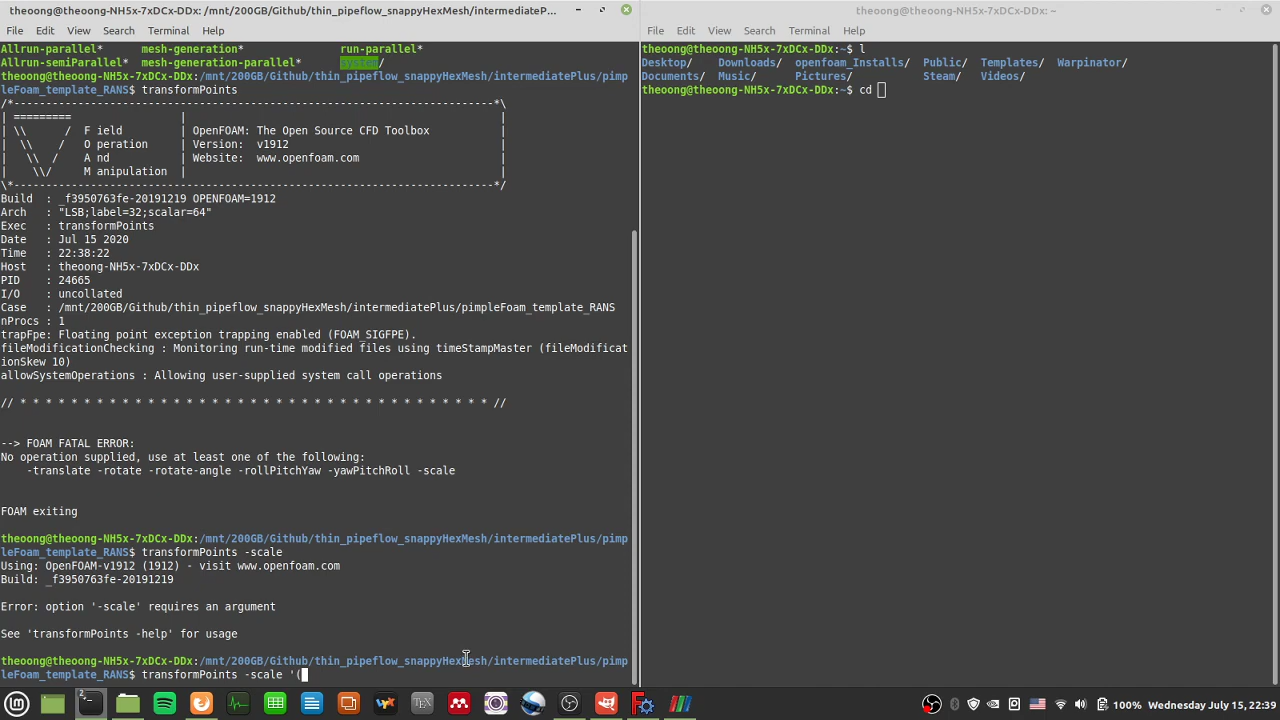 theoong@theoong-NH5x-7xDCx-DDx: /mnt/200GB/Github/thin_pipeflow_snappyHexMesh/intermediateP...
File Edit View Search Terminal Help
Allrun-parallel* mesh-generation* run-parallel*
Allrun-semiParallel* mesh-generation-parallel* system/
theoong@theoong-NH5x-7xDCx-DDx:/mnt/200GB/Github/thin_pipeflow_snappyHexMesh/intermediatePlus/pimp
leFoam_template_RANS$ transformPoints
/*---------------------------------------------------------------------------*\
| ========= | |
| \\ / F ield | OpenFOAM: The Open Source CFD Toolbox |
| \\ / O peration | Version: v1912 |
| \\ / A nd | Website: www.openfoam.com |
| \\/ M anipulation | |
\*---------------------------------------------------------------------------*/
Build : _f3950763fe-20191219 OPENFOAM=1912
Arch : "LSB;label=32;scalar=64"
Exec : transformPoints
Date : Jul 15 2020
Time : 22:38:22
Host : theoong-NH5x-7xDCx-DDx
PID : 24665
I/O : uncollated
Case : /mnt/200GB/Github/thin_pipeflow_snappyHexMesh/intermediatePlus/pimpleFoam_template_RANS
nProcs : 1
trapFpe: Floating point exception trapping enabled (FOAM_SIGFPE).
fileModificationChecking : Monitoring run-time modified files using timeStampMaster (fileModificat
ionSkew 10)
allowSystemOperations : Allowing user-supplied system call operations
// * * * * * * * * * * * * * * * * * * * * * * * * * * * * * * * * * * * * * //
--> FOAM FATAL ERROR:
No operation supplied, use at least one of the following:
-translate -rotate -rotate-angle -rollPitchYaw -yawPitchRoll -scale
FOAM exiting
theoong@theoong-NH5x-7xDCx-DDx:/mnt/200GB/Github/thin_pipeflow_snappyHexMesh/intermediatePlus/pimp
leFoam_template_RANS$ transformPoints -scale
Using: OpenFOAM-v1912 (1912) - visit www.openfoam.com
Build: _f3950763fe-20191219
Error: option '-scale' requires an argument
See 'transformPoints -help' for usage
theoong@theoong-NH5x-7xDCx-DDx:/mnt/200GB/Github/thin_pipeflow_snappyHexMesh/intermediatePlus/pimp
leFoam_template_RANS$ transformPoints -scale '(
theoong@theoong-NH5x-7xDCx-DDx: ~
File Edit View Search Terminal Help
theoong@theoong-NH5x-7xDCx-DDx:~$ l
Desktop/ Downloads/ openfoam_Installs/ Public/ Templates/ Warpinator/
Documents/ Music/ Pictures/ Steam/ Videos/
theoong@theoong-NH5x-7xDCx-DDx:~$ cd
2
TEX
100% Wednesday July 15, 22:39